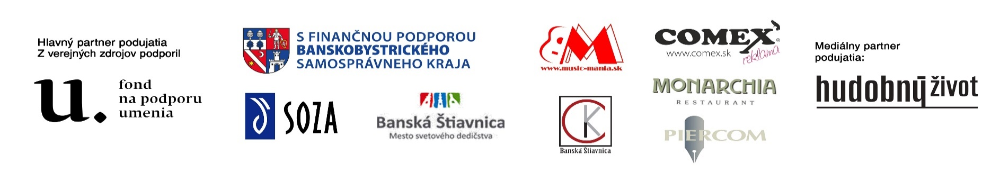 Hlavný partner podujatia
Z verejných zdrojov podporil
u.
fond
na podporu
umenia
S FINANČNOU PODPOROU
BANSKOBYSTRICKÉHO
SAMOSPRÁVNEHO KRAJA
SOZA
Banská Štiavnica
Mesto svetového dedičstva
BM
www.music-mania.sk
KC
Banská Štiavnica
COMEX®
www.comex.sk
reklama
MONARCHIA
RESTAURANT
PIERCOM
Mediálny partner
podujatia:
hudobný život